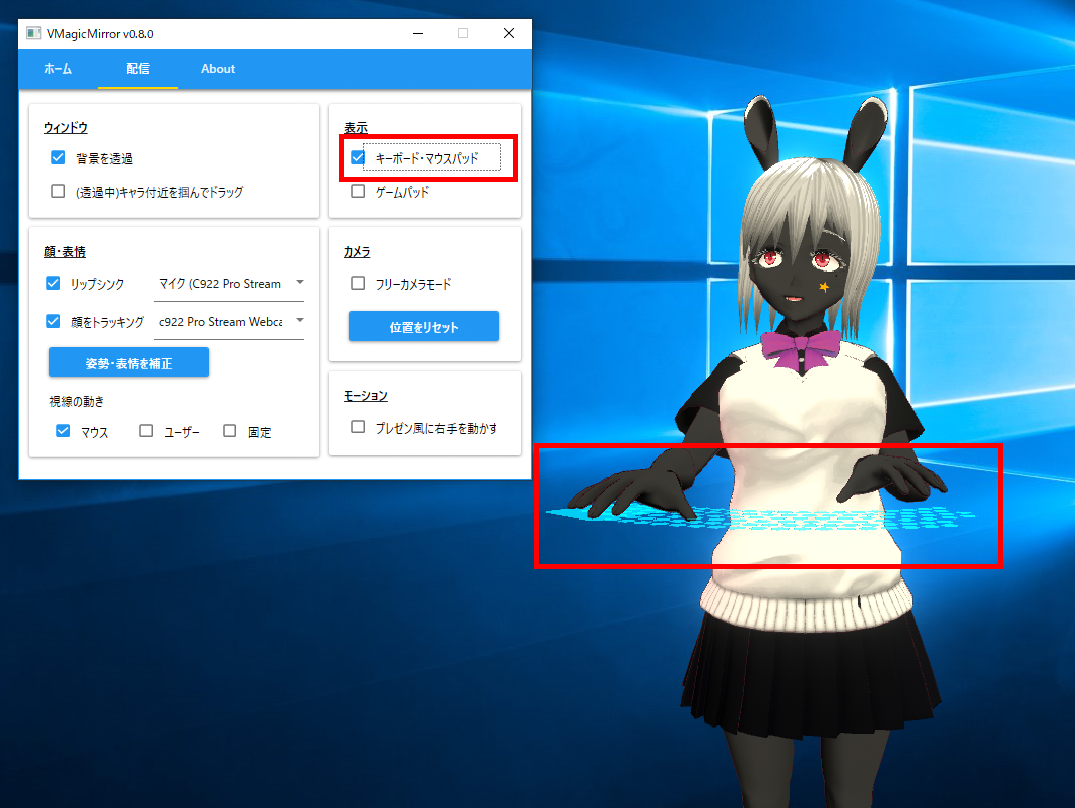 VMagicMirror v0.8.0
ホーム 配信 About
ウィンドウ
背景を透過
(透過中)キャラ付近を掴んでドラッグ
表示
キーボード・マウスパッド
ゲームパッド
顔・表情
リップシンク マイク (C922 Pro Stream
顔をトラッキング c922 Pro Stream Webca
姿勢・表情を補正
視線の動き
マウス ユーザー 固定
カメラ
フリーカメラモード
位置をリセット
モーション
プレゼン風に右手を動かす